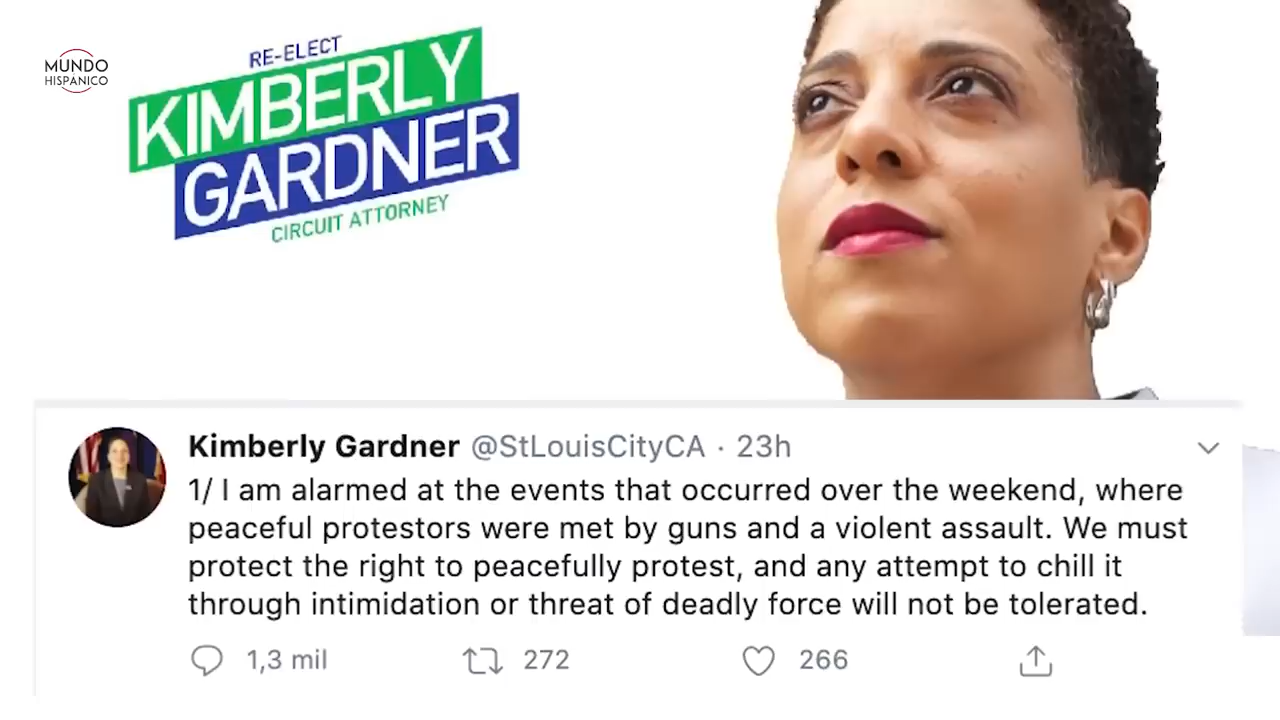 MUNDO
HISPANICO
RE-ELECT
KIMBERLY
GARDNER
CIRCUIT ATTORNEY
Kimberly Gardner @StLouisCityCA · 23h
1/ I am alarmed at the events that occurred over the weekend, where
peaceful protestors were met by guns and a violent assault. We must
protect the right to peacefully protest, and any attempt to chill it
through intimidation or threat of deadly force will not be tolerated.
1,3 mil 272 266